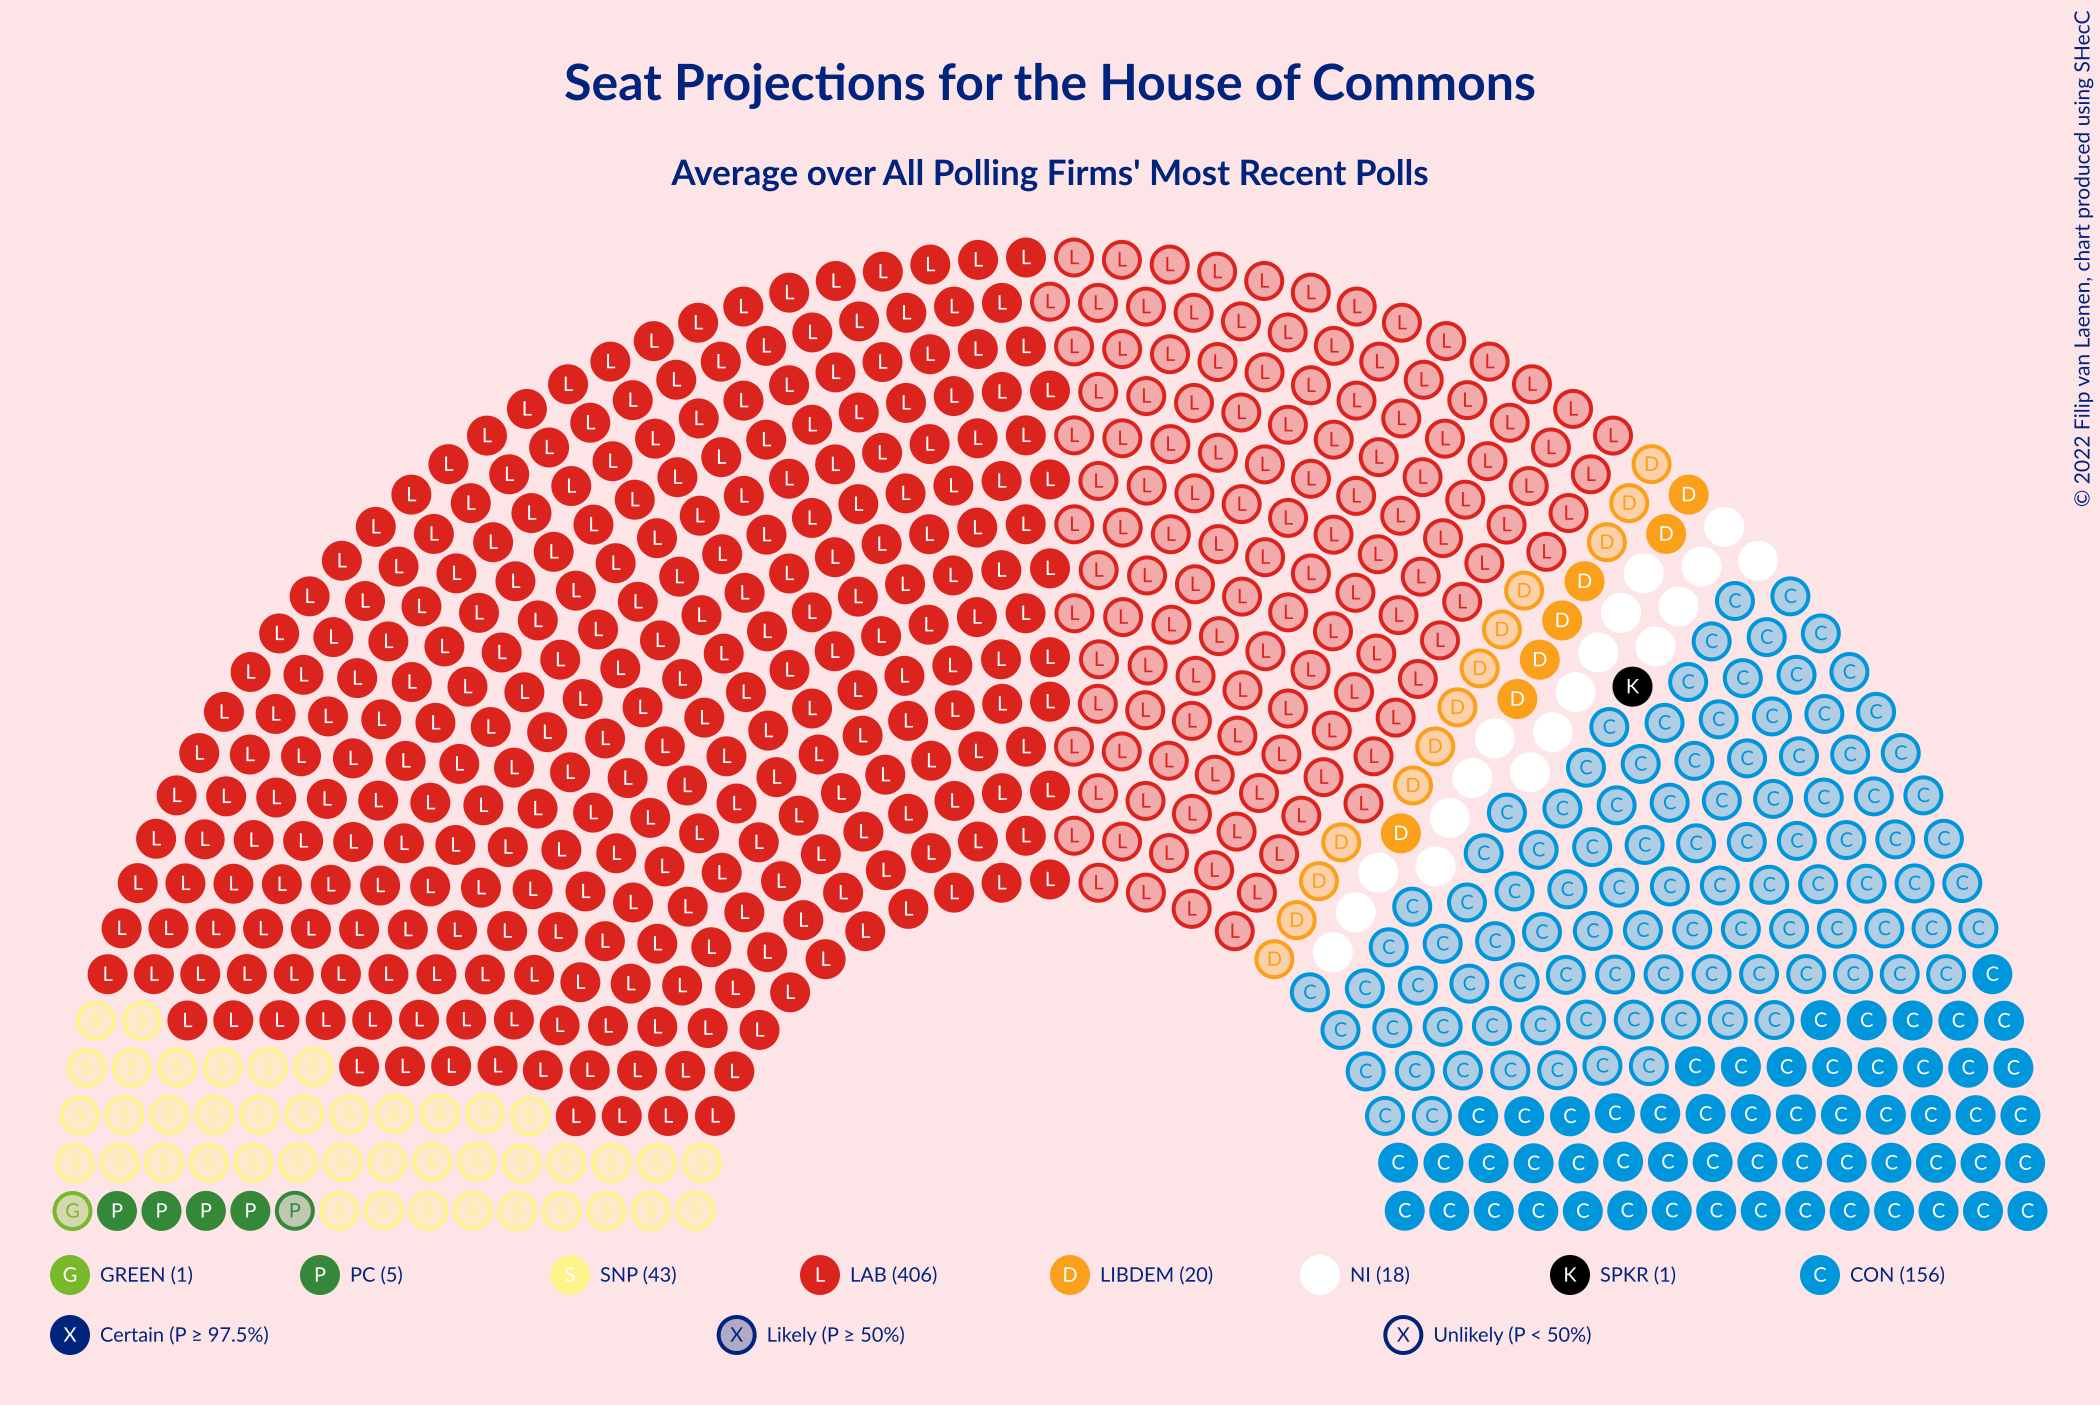 Seat Projections for the House of Commons
Average over All Polling Firms' Most Recent Polls
© 2022 Filip van Laenen, chart produced using SHecC
G GREEN (1) P PC (5) S SNP (43) L LAB (406) D LIBDEM (20) NI (18) K SPKR (1) C CON (156)
X Certain (P ≥ 97.5%) X Likely (P ≥ 50%) X Unlikely (P < 50%)